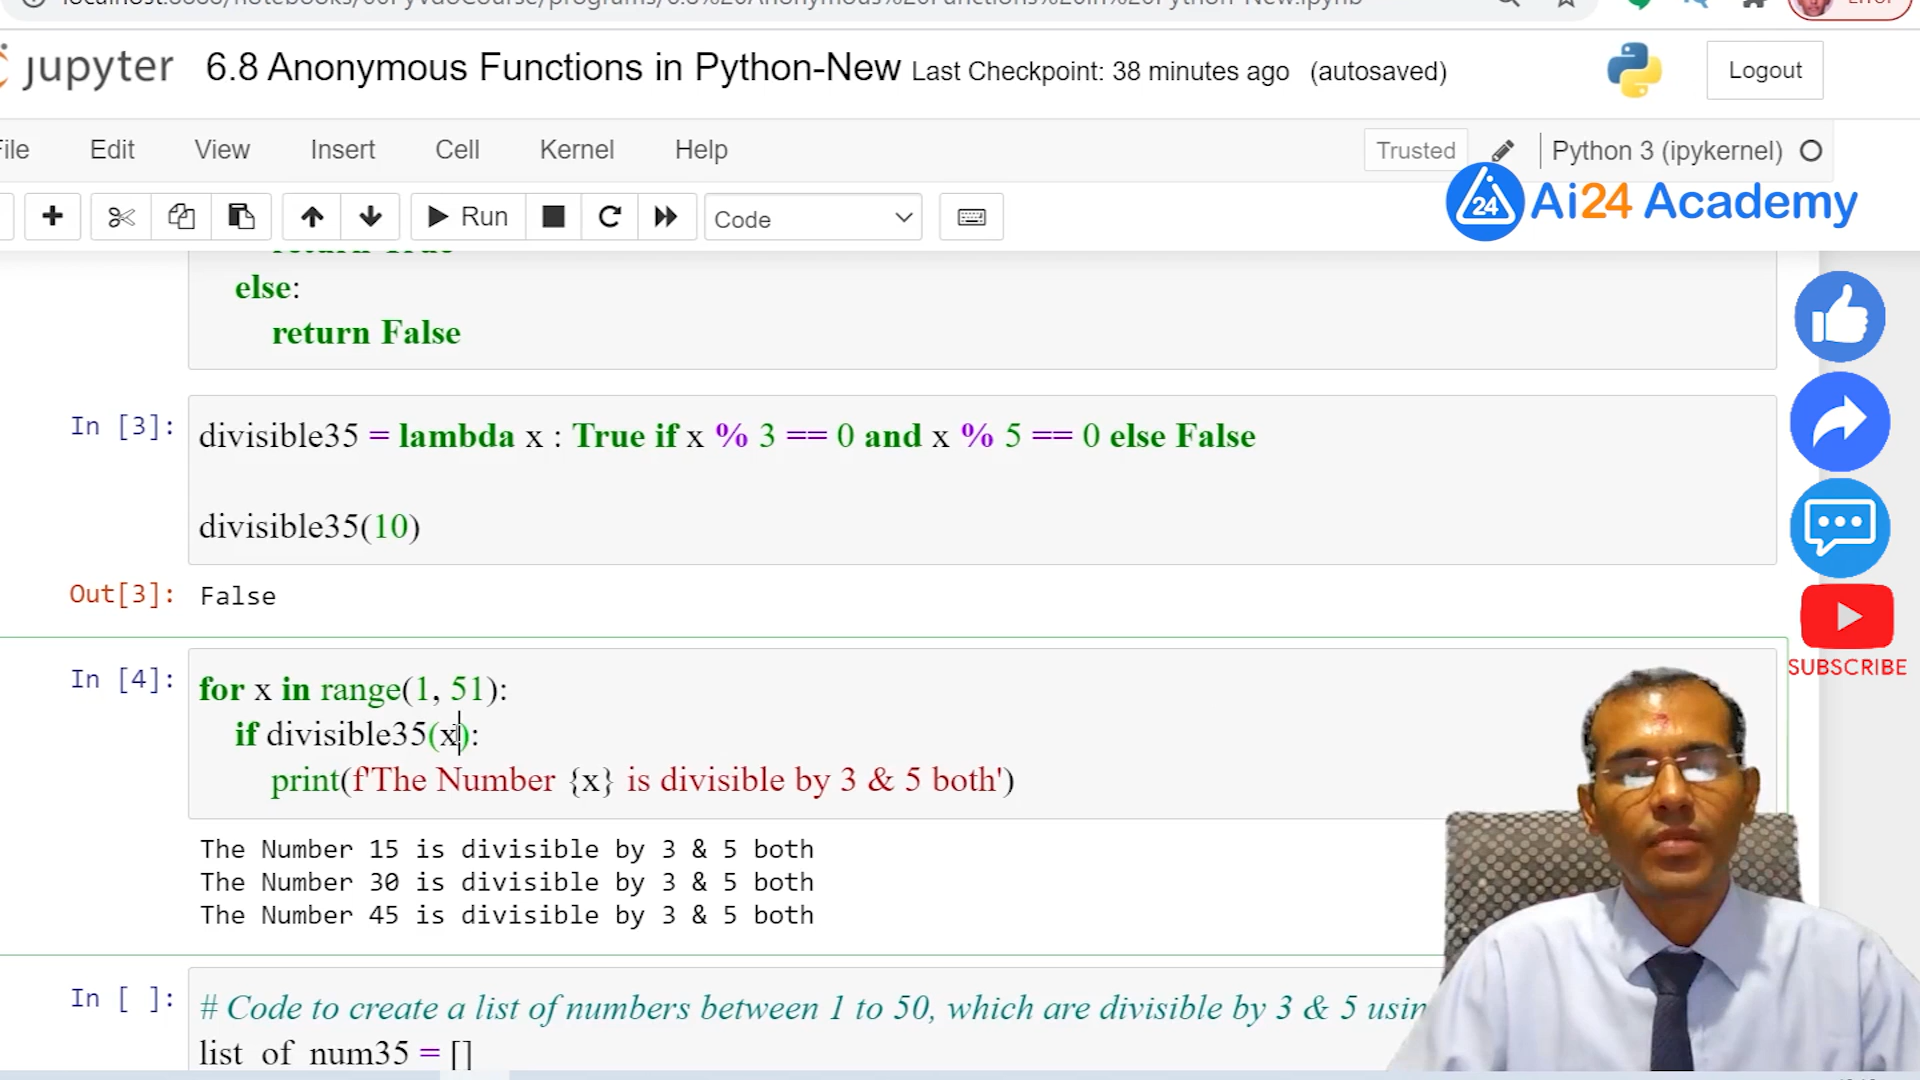 jupyter 6.8 Anonymous Functions in Python-New Last Checkpoint: 38 minutes ago (autosaved) Logout
File Edit View Insert Cell Kernel Help Trusted Python 3 (ipykernel)
Run Code
24 Ai24 Academy
else:
return False
In [3]: divisible35 = lambda x : True if x % 3 == 0 and x % 5 == 0 else False
divisible35(10)
Out[3]: False
In [4]: for x in range(1, 51):
if divisible35(x):
print(f'The Number {x} is divisible by 3 & 5 both')
The Number 15 is divisible by 3 & 5 both
The Number 30 is divisible by 3 & 5 both
The Number 45 is divisible by 3 & 5 both
In [ ]: # Code to create a list of numbers between 1 to 50, which are divisible by 3 & 5 usin
list_of_num35 = []
SUBSCRIBE